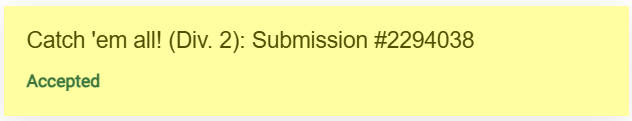 Catch 'em all! (Div. 2): Submission #2294038
Accepted